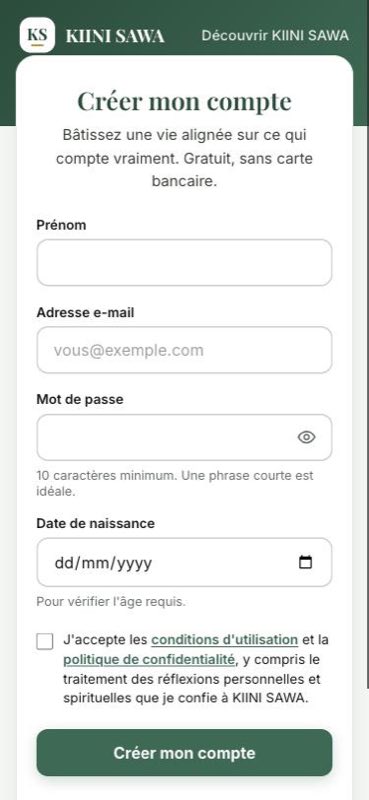 KS KIINI SAWA Découvrir KIINI SAWA
Créer mon compte
Bâtissez une vie alignée sur ce qui
compte vraiment. Gratuit, sans carte
bancaire.
Prénom
Adresse e-mail
vous@exemple.com
Mot de passe
10 caractères minimum. Une phrase courte est
idéale.
Date de naissance
dd/mm/yyyy
Pour vérifier l'âge requis.
J'accepte les conditions d'utilisation et la
politique de confidentialité, y compris le
traitement des réflexions personnelles et
spirituelles que je confie à KIINI SAWA.
Créer mon compte